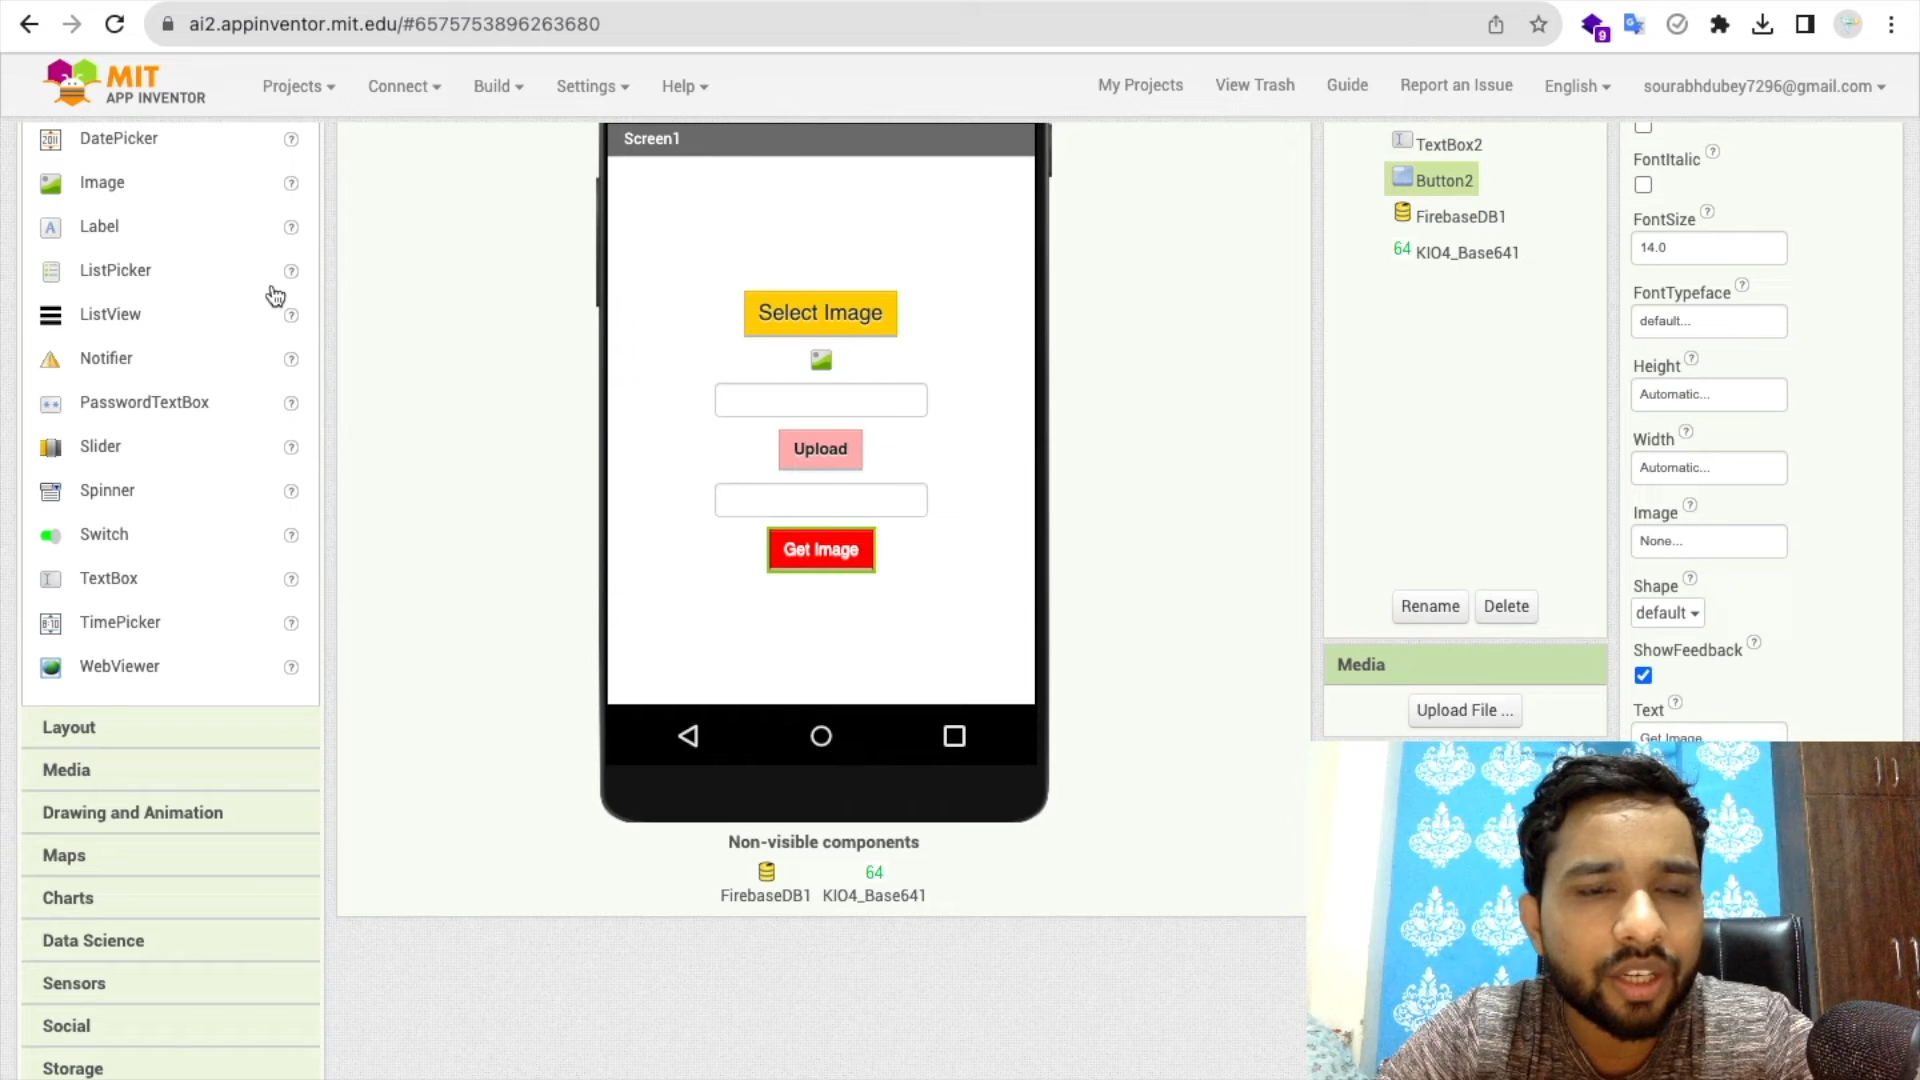 ai2.appinventor.mit.edu/#6575753896263680
9
MIT
APP INVENTOR
Projects
Connect
Build
Settings
Help
My Projects
View Trash
Guide
Report an Issue
English
sourabhdubey7296@gmail.com
DatePicker
Image
Label
ListPicker
ListView
Notifier
PasswordTextBox
Slider
Spinner
Switch
TextBox
TimePicker
WebViewer
Layout
Media
Drawing and Animation
Maps
Charts
Data Science
Sensors
Social
Storage
Screen1
Select Image
Upload
Get Image
Non-visible components
64
FirebaseDB1
KIO4_Base641
TextBox2
Button2
FirebaseDB1
64 KIO4_Base641
Rename
Delete
Media
Upload File ...
FontItalic
FontSize
14.0
FontTypeface
default...
Height
Automatic...
Width
Automatic...
Image
None...
Shape
default
ShowFeedback
Text
Get Image